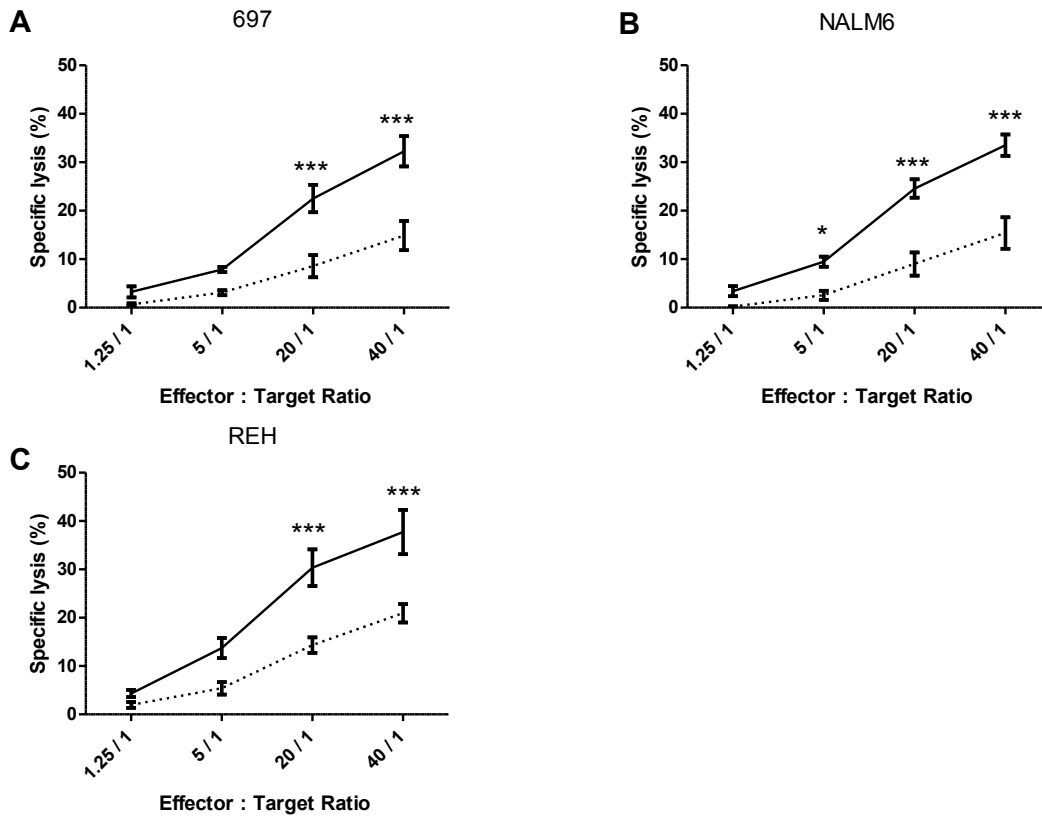 A
697
50
40
30
20
10
0
Specific lysis (%)
***
***
1.25 / 1
5 / 1
20 / 1
40 / 1
Effector : Target Ratio
B
NALM6
50
40
30
20
10
0
Specific lysis (%)
*
***
***
1.25 / 1
5 / 1
20 / 1
40 / 1
Effector : Target Ratio
C
REH
50
40
30
20
10
0
Specific lysis (%)
***
***
1.25 / 1
5 / 1
20 / 1
40 / 1
Effector : Target Ratio